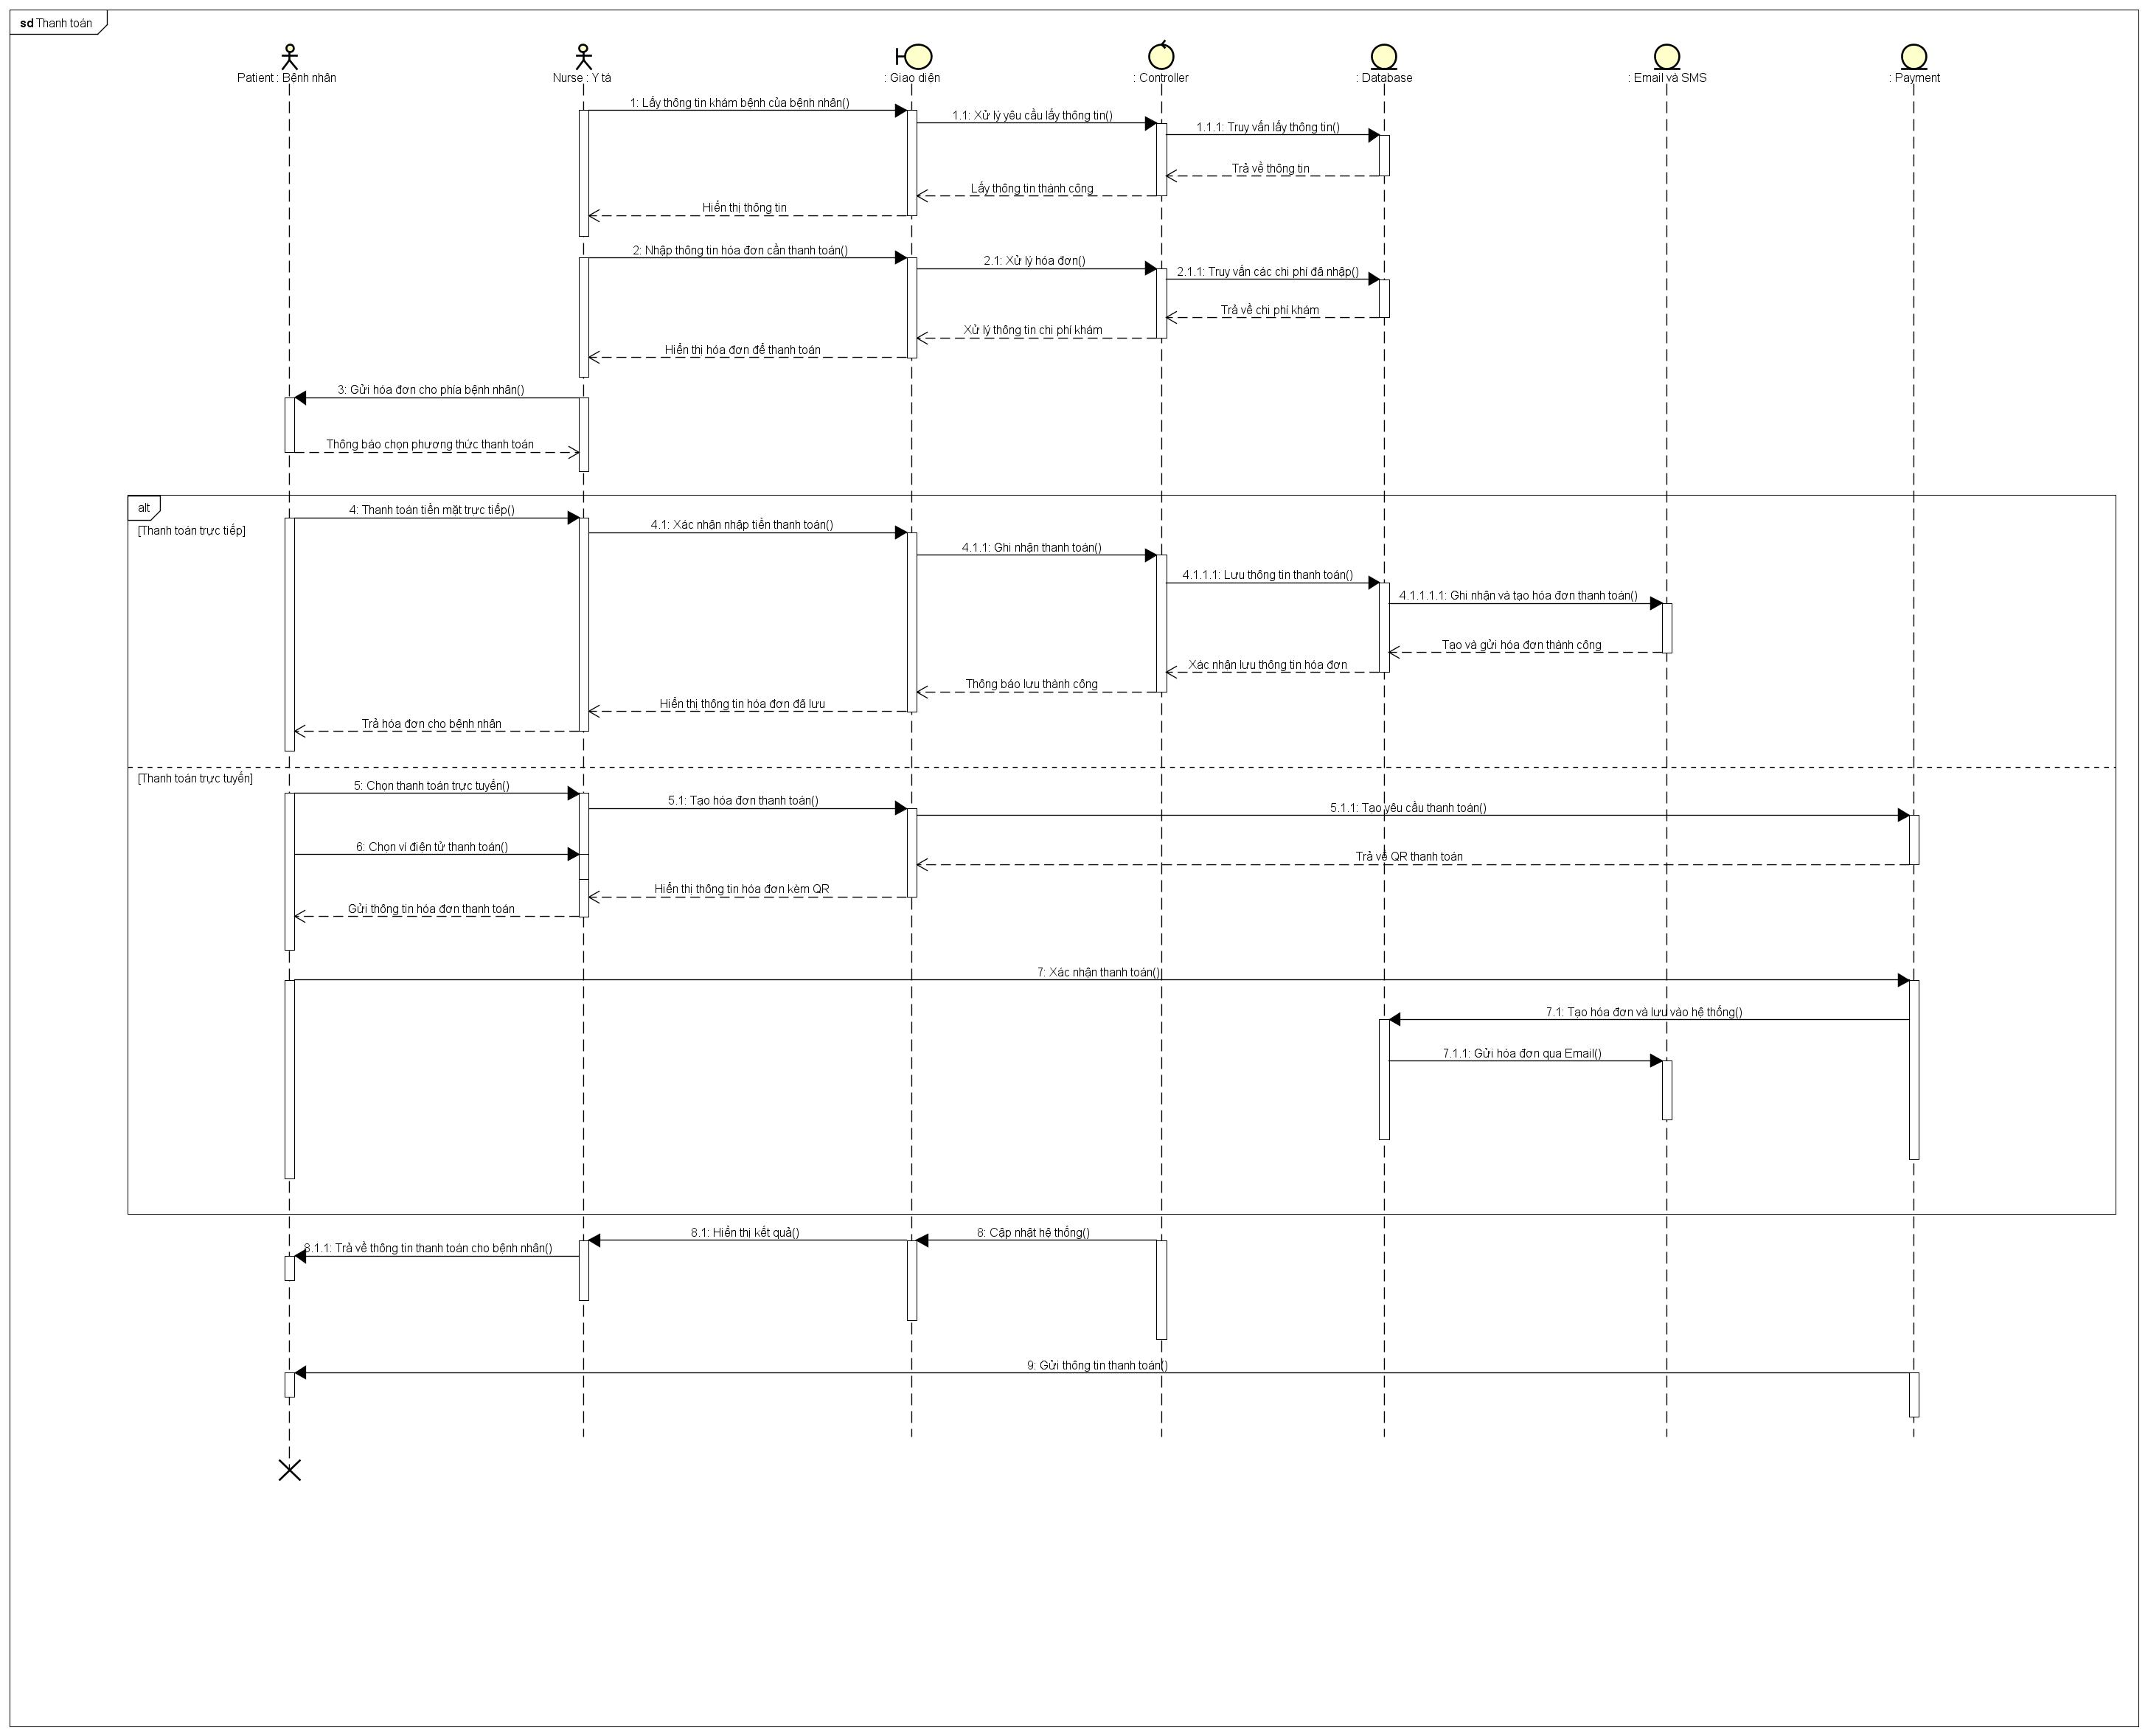 sd Thanh toán
Patient : Bệnh nhân
Nurse : Y tá
: Giao diện
: Controller
: Database
: Email và SMS
: Payment
1: Lấy thông tin khám bệnh của bệnh nhân()
1.1: Xử lý yêu cầu lấy thông tin()
1.1.1: Truy vấn lấy thông tin()
Trả về thông tin
Lấy thông tin thành công
Hiển thị thông tin
2: Nhập thông tin hóa đơn cần thanh toán()
2.1: Xử lý hóa đơn()
2.1.1: Truy vấn các chi phí đã nhập()
Trả về chi phí khám
Xử lý thông tin chi phí khám
Hiển thị hóa đơn để thanh toán
3: Gửi hóa đơn cho phía bệnh nhân()
Thông báo chọn phương thức thanh toán
alt
[Thanh toán trực tiếp]
4: Thanh toán tiền mặt trực tiếp()
4.1: Xác nhận nhập tiền thanh toán()
4.1.1: Ghi nhận thanh toán()
4.1.1.1: Lưu thông tin thanh toán()
4.1.1.1.1: Ghi nhận và tạo hóa đơn thanh toán()
Tạo và gửi hóa đơn thành công
Xác nhận lưu thông tin hóa đơn
Thông báo lưu thành công
Hiển thị thông tin hóa đơn đã lưu
Trả hóa đơn cho bệnh nhân
[Thanh toán trực tuyến]
5: Chọn thanh toán trực tuyến()
5.1: Tạo hóa đơn thanh toán()
5.1.1: Tạo yêu cầu thanh toán()
6: Chọn ví điện tử thanh toán()
Trả về QR thanh toán
Hiển thị thông tin hóa đơn kèm QR
Gửi thông tin hóa đơn thanh toán
7: Xác nhận thanh toán()
7.1: Tạo hóa đơn và lưu vào hệ thống()
7.1.1: Gửi hóa đơn qua Email()
8: Cập nhật hệ thống()
8.1: Hiển thị kết quả()
8.1.1: Trả về thông tin thanh toán cho bệnh nhân()
9: Gửi thông tin thanh toán()